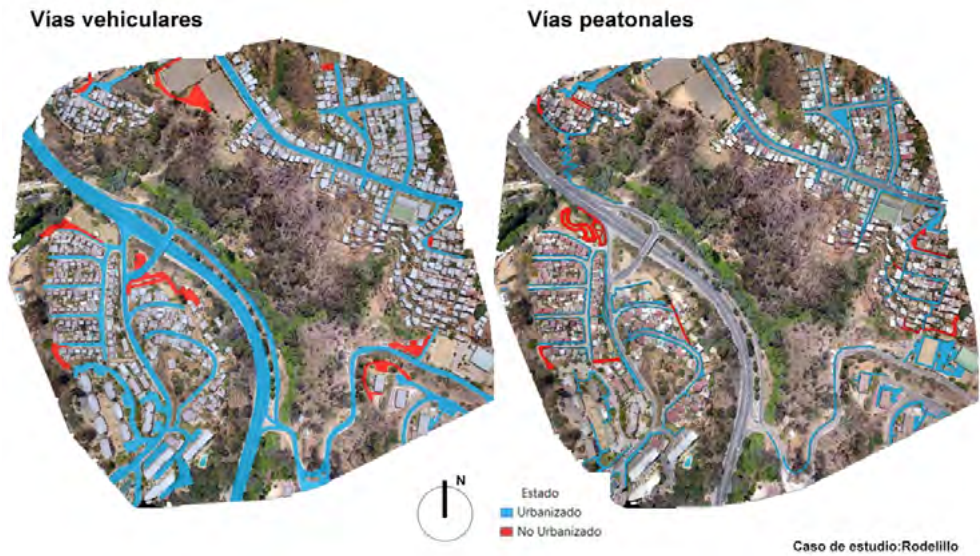 Vías vehiculares
Vías peatonales
N
Estado
Urbanizado
No Urbanizado
Caso de estudio:Rodelillo